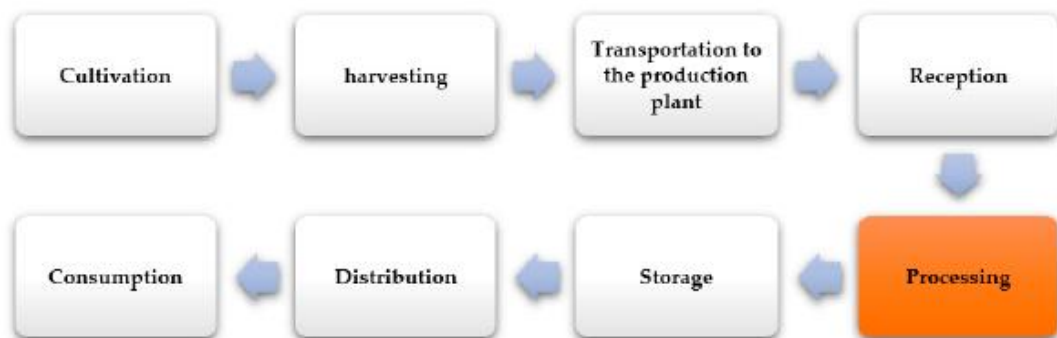 Cultivation
harvesting
Transportation to
the production
plant
Reception
Processing
Storage
Distribution
Consumption